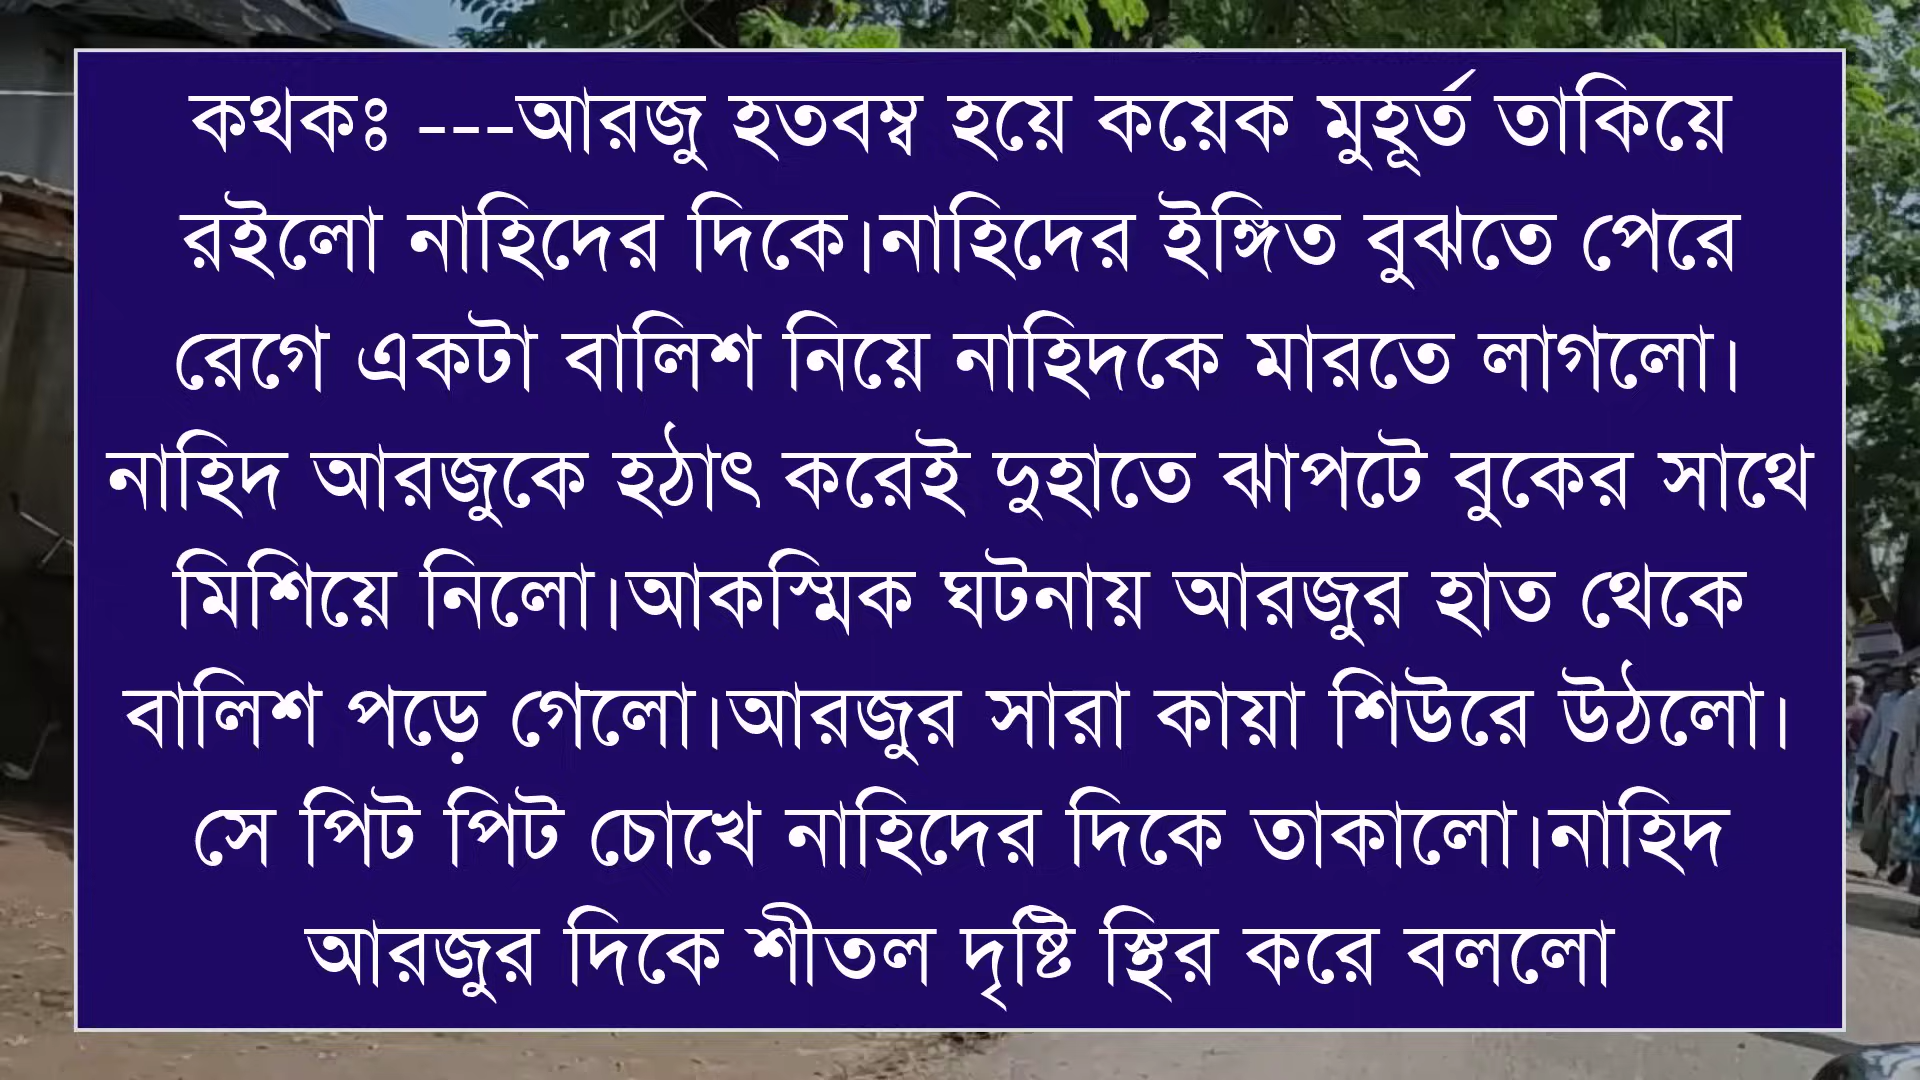 কথকঃ ---আরজু হতবম্ব হয়ে কয়েক মুহূর্ত তাকিয়ে
রইলো নাহিদের দিকে।নাহিদের ইঙ্গিত বুঝতে পেরে
রেগে একটা বালিশ নিয়ে নাহিদকে মারতে লাগলো।
নাহিদ আরজুকে হঠাৎ করেই দুহাতে ঝাপটে বুকের সাথে
মিশিয়ে নিলো।আকস্মিক ঘটনায় আরজুর হাত থেকে
বালিশ পড়ে গেলো।আরজুর সারা কায়া শিউরে উঠলো।
সে পিট পিট চোখে নাহিদের দিকে তাকালো।নাহিদ
আরজুর দিকে শীতল দৃষ্টি স্থির করে বললো